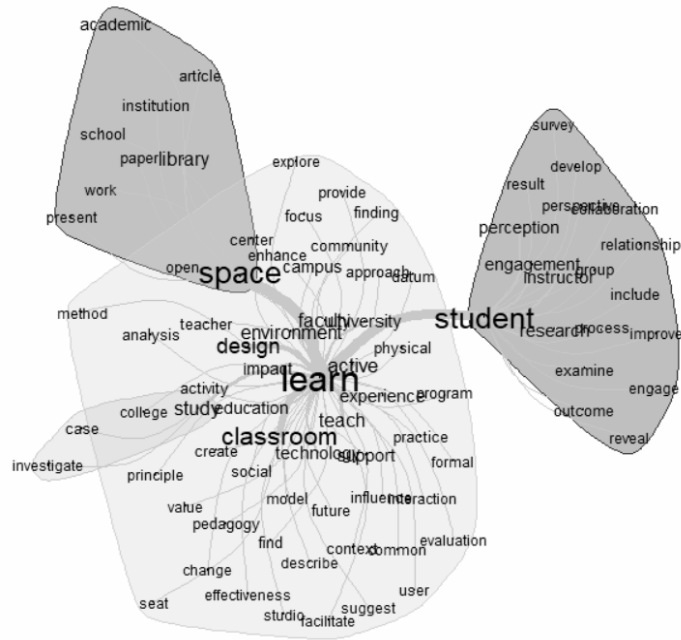 academic
article
institution
school
paper
library
work
present
open
space
center
enhance
explore
provide
focus
finding
community
campus
approach
datum
survey
develop
result
perspective
collaboration
perception
relationship
engagement
group
instructor
include
student
research
process
improve
examine
engage
outcome
reveal
method
analysis
teacher
faculty
university
environment
design
physical
impact
active
learn
experience
program
activity
college
study
education
case
investigate
teach
classroom
practice
create
technology
support
formal
principle
social
value
model
influence
interaction
future
pedagogy
find
context
common
evaluation
describe
change
effectiveness
user
seat
studio
suggest
facilitate